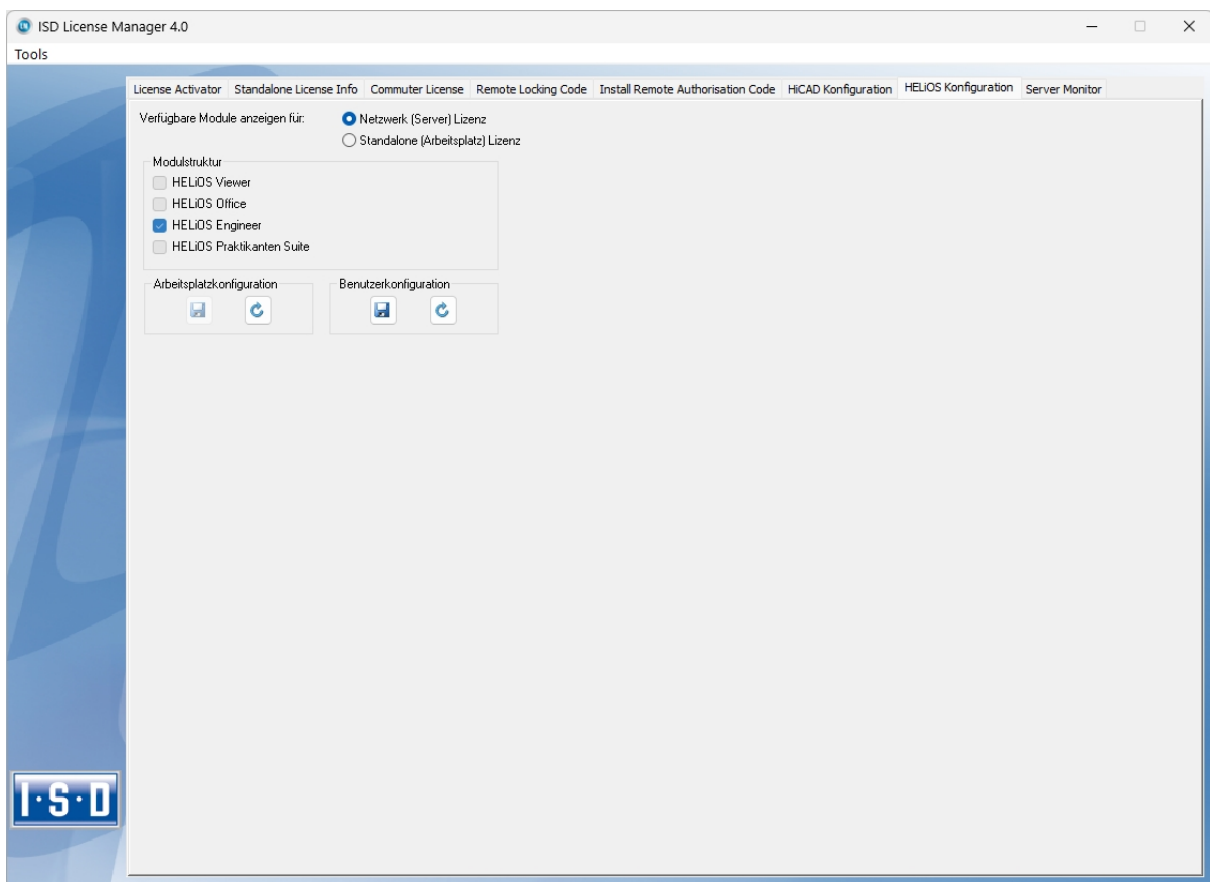 ISD License Manager 4.0
Tools
License Activator Standalone License Info Commuter License Remote Locking Code Install Remote Authorisation Code HiCAD Konfiguration HELiOS Konfiguration Server Monitor
Verfügbare Module anzeigen für: Netzwerk (Server) Lizenz
Standalone (Arbeitsplatz) Lizenz
Modulstruktur
HELiOS Viewer
HELiOS Office
HELiOS Engineer
HELiOS Praktikanten Suite
Arbeitsplatzkonfiguration Benutzerkonfiguration
I·S·D